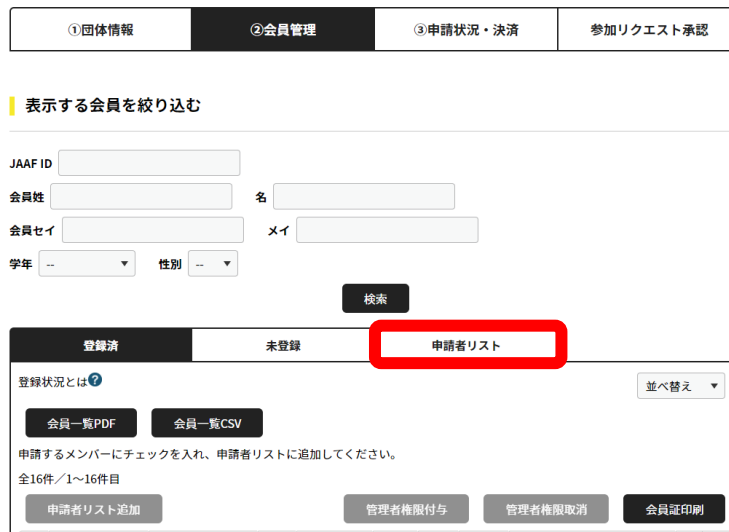 ①団体情報 ②会員管理 ③申請状況・決済 参加リクエスト承認
表示する会員を絞り込む
JAAF ID
会員姓 名
会員セイ メイ
学年 -- ▼ 性別 -- ▼
検索
登録済 未登録 申請者リスト
登録状況とは? 並べ替え ▼
会員一覧PDF 会員一覧CSV
申請するメンバーにチェックを入れ、申請者リストに追加してください。
全16件／1〜16件目
申請者リスト追加 管理者権限付与 管理者権限取消 会員証印刷